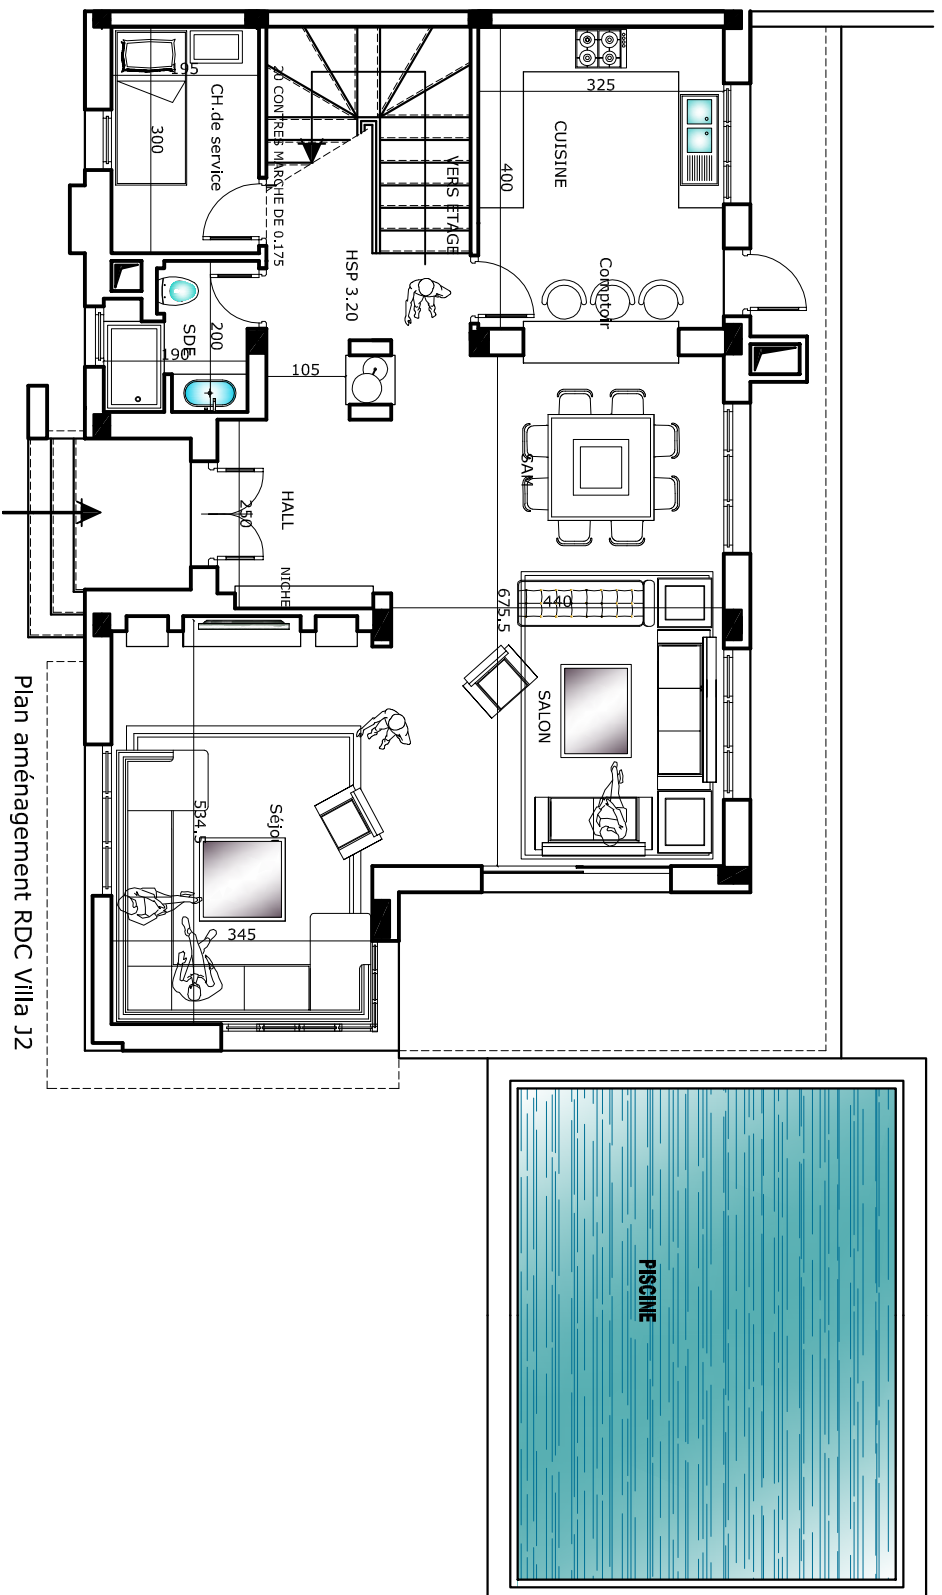 195
300
CH.de service
20 CONTRES MARCHE DE 0.175
VERS ETAGE
HSP 3.20
325
400
CUISINE
Comptoir
SDE
200
190
105
SAM
HALL
250
NICHE
675.5
440
SALON
534.5
Séjo
345
Plan aménagement RDC Villa J2
PISCINE